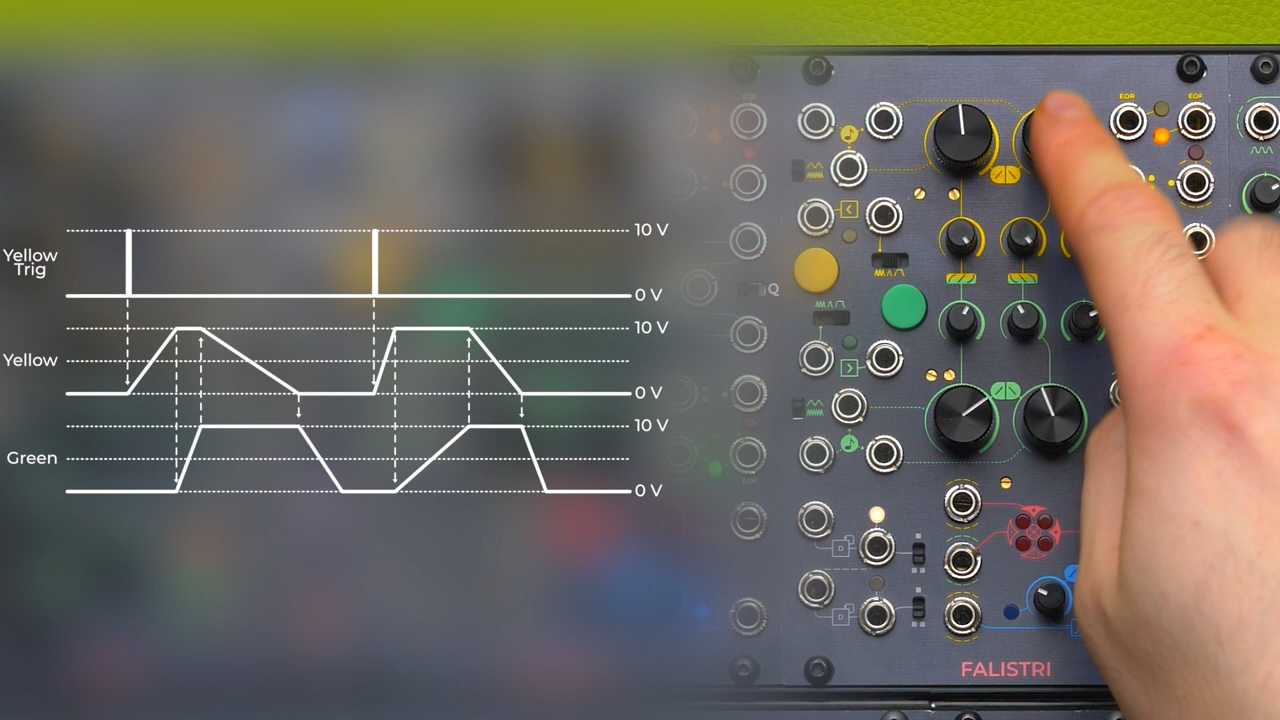 Yellow
Trig
10 V
0 V
Yellow
10 V
0 V
Green
10 V
0 V
EOR
EOF
Q
D
D
FALISTRI